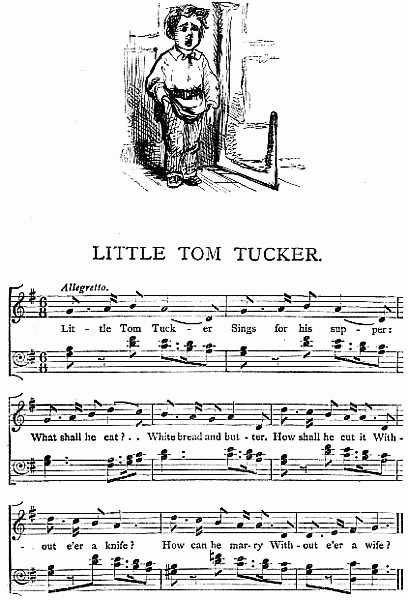 LITTLE TOM TUCKER.
Allegretto.
Lit - tle Tom Tuck - er Sings for his sup - per:
What shall he eat? . . White bread and but - ter. How shall he cut it With -
- out e'er a knife? How can he mar-ry With - out e'er a wife?